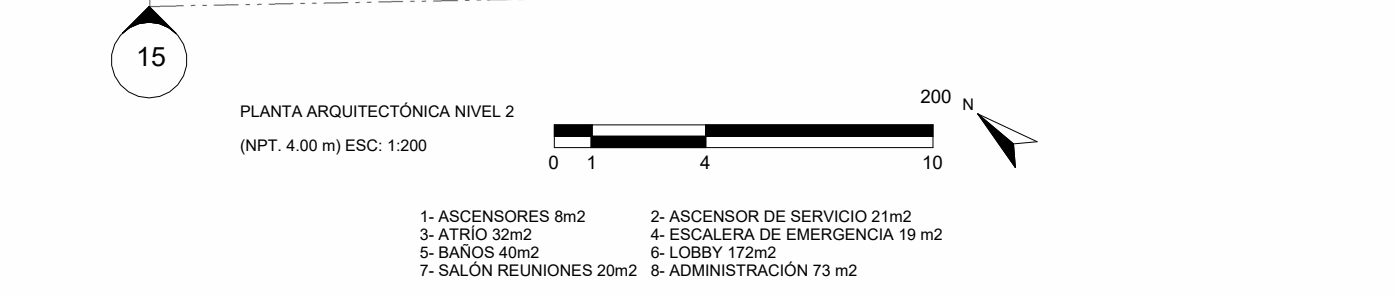 15
PLANTA ARQUITECTÓNICA NIVEL 2
(NPT. 4.00 m) ESC: 1:200
200
N
0 1 4 10
1- ASCENSORES 8m2 2- ASCENSOR DE SERVICIO 21m2
3- ATRÍO 32m2 4- ESCALERA DE EMERGENCIA 19 m2
5- BAÑOS 40m2 6- LOBBY 172m2
7- SALÓN REUNIONES 20m2 8- ADMINISTRACIÓN 73 m2